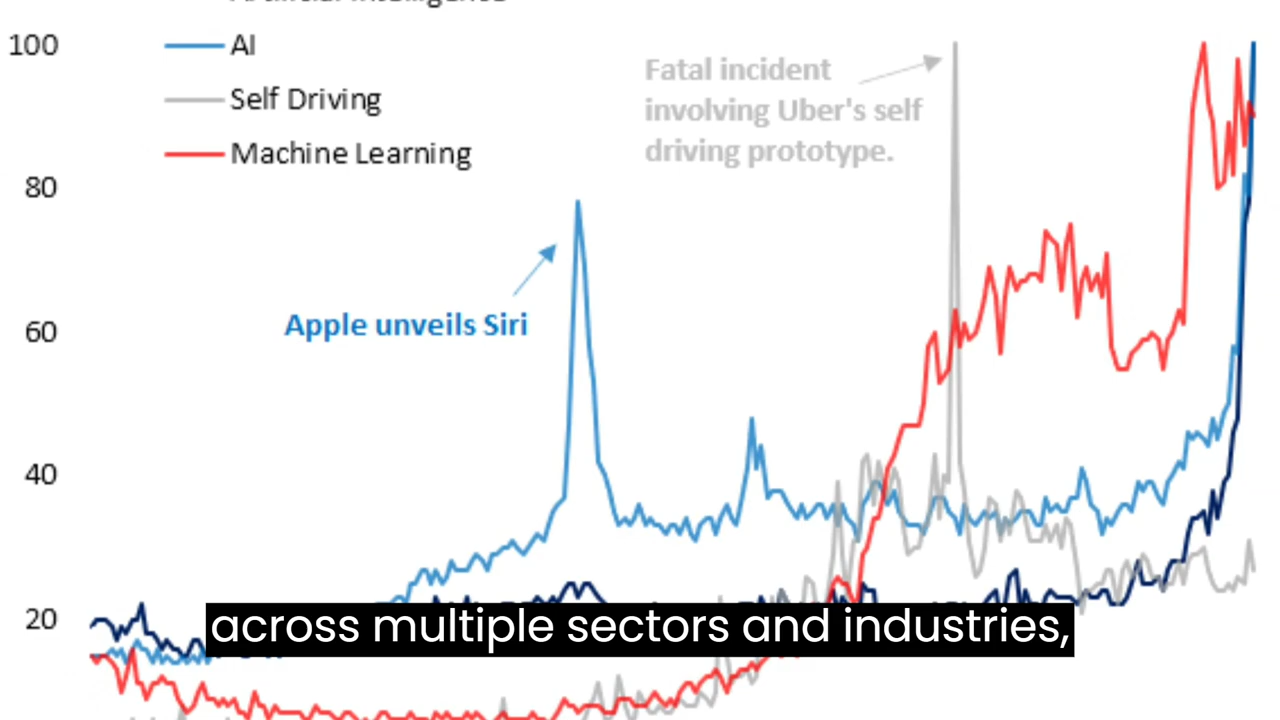 100
AI
Self Driving
Machine Learning
Fatal incident
involving Uber's self
driving prototype.
80
Apple unveils Siri
60
40
20
across multiple sectors and industries,